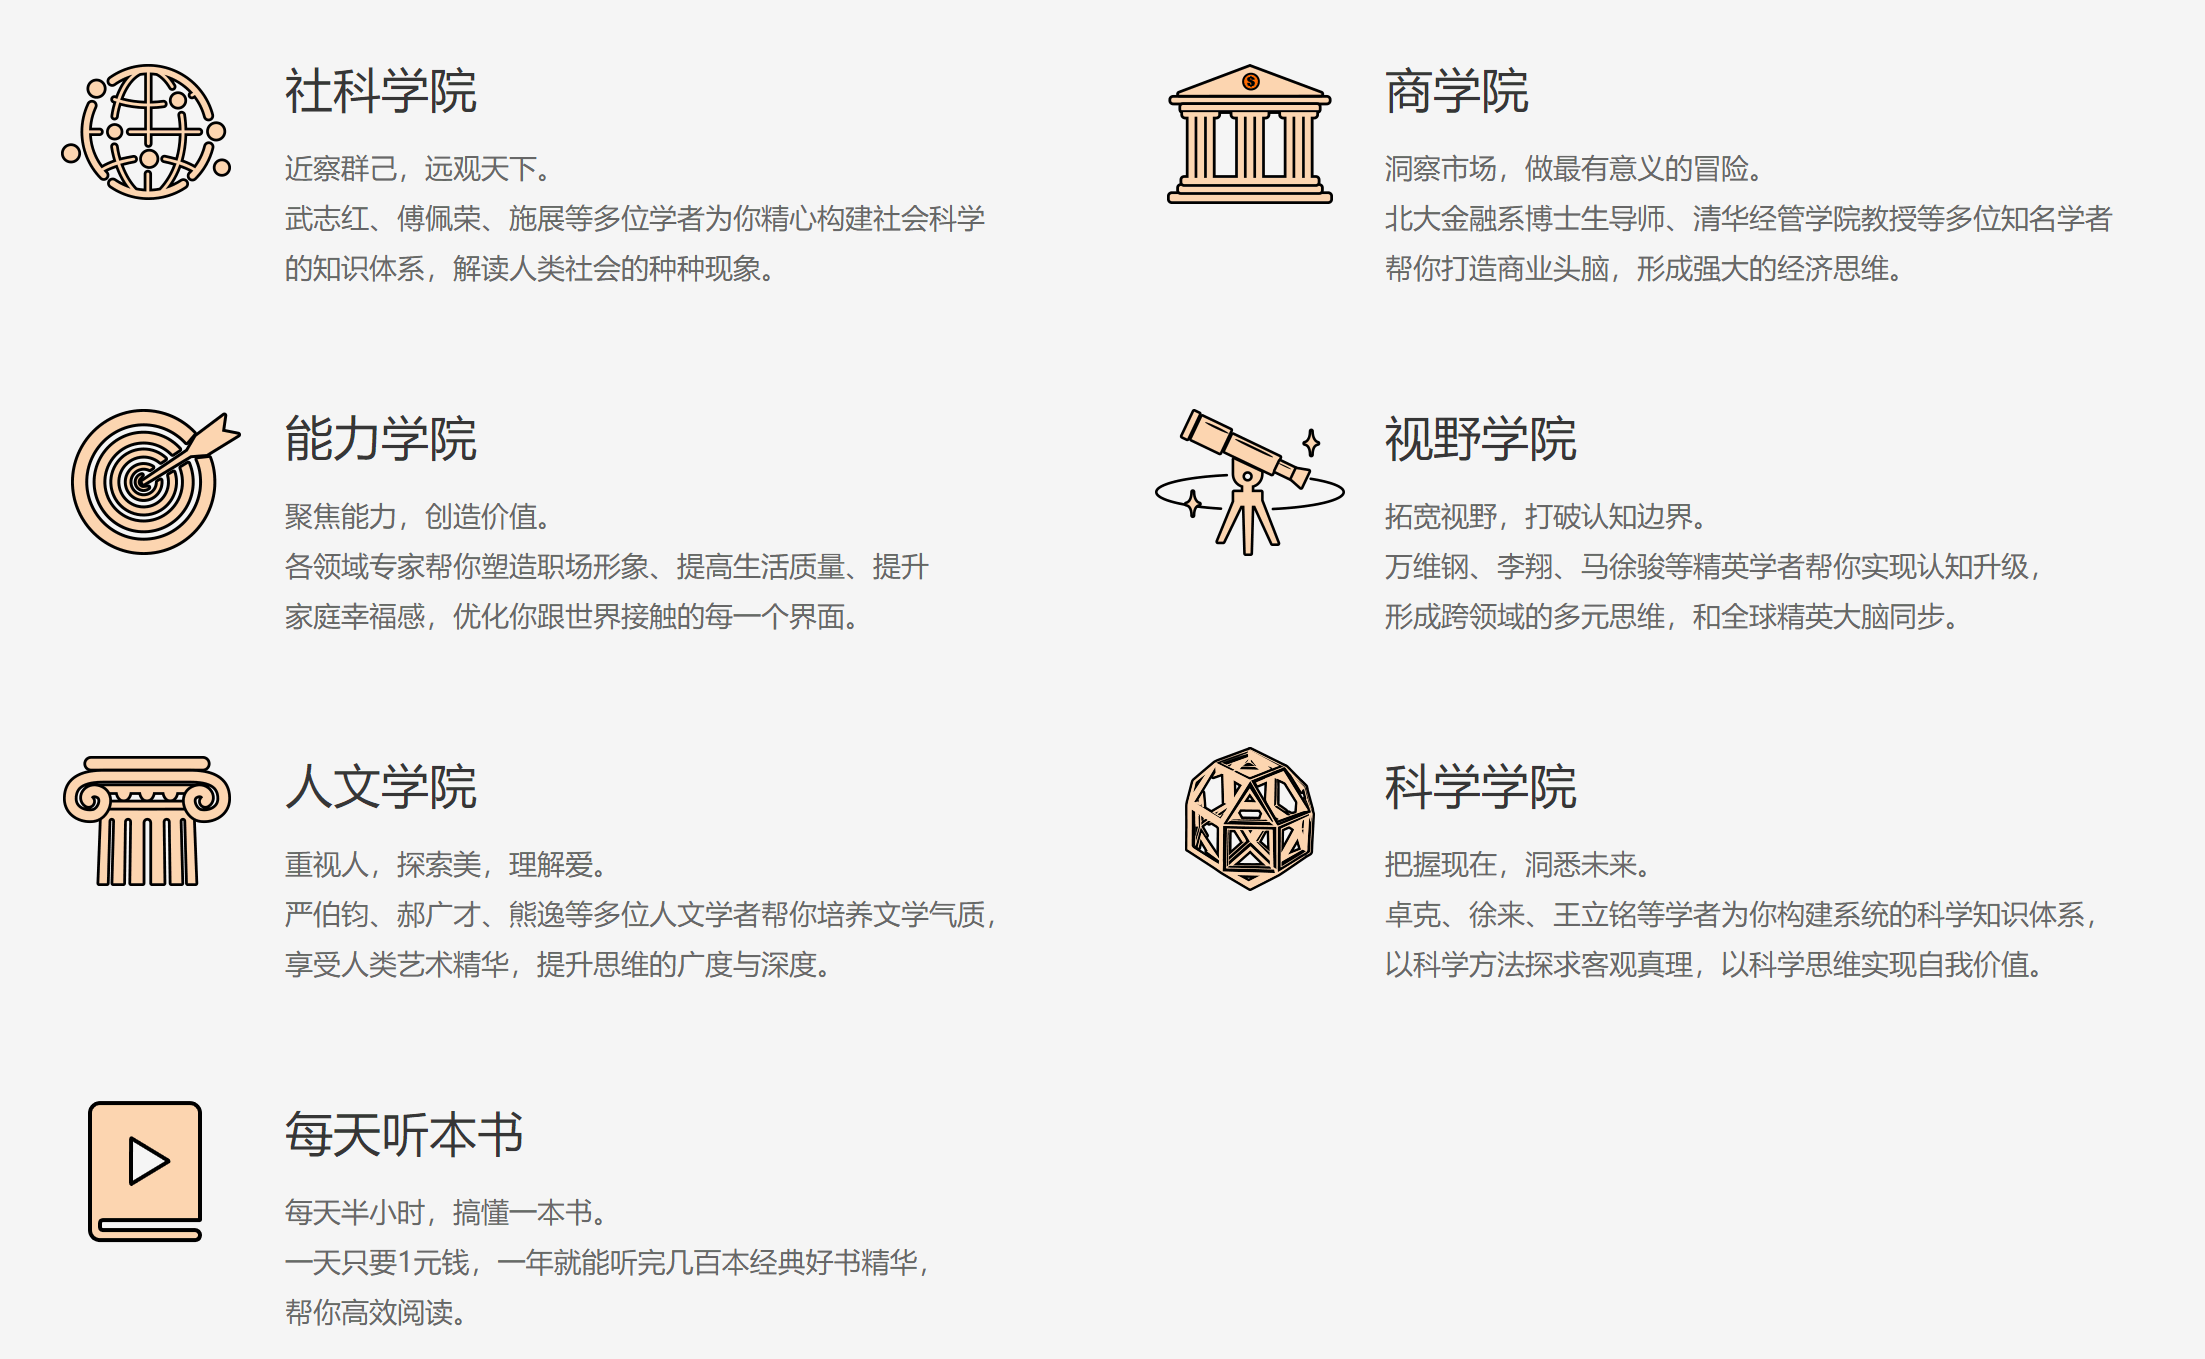 社科学院
近察群己，远观天下。
武志红、傅佩荣、施展等多位学者为你精心构建社会科学
的知识体系，解读人类社会的种种现象。
商学院
洞察市场，做最有意义的冒险。
北大金融系博士生导师、清华经管学院教授等多位知名学者
帮你打造商业头脑，形成强大的经济思维。
能力学院
聚焦能力，创造价值。
各领域专家帮你塑造职场形象、提高生活质量、提升
家庭幸福感，优化你跟世界接触的每一个界面。
视野学院
拓宽视野，打破认知边界。
万维钢、李翔、马徐骏等精英学者帮你实现认知升级，
形成跨领域的多元思维，和全球精英大脑同步。
人文学院
重视人，探索美，理解爱。
严伯钧、郝广才、熊逸等多位人文学者帮你培养文学气质，
享受人类艺术精华，提升思维的广度与深度。
科学学院
把握现在，洞悉未来。
卓克、徐来、王立铭等学者为你构建系统的科学知识体系，
以科学方法探求客观真理，以科学思维实现自我价值。
每天听本书
每天半小时，搞懂一本书。
一天只要1元钱，一年就能听完几百本经典好书精华，
帮你高效阅读。